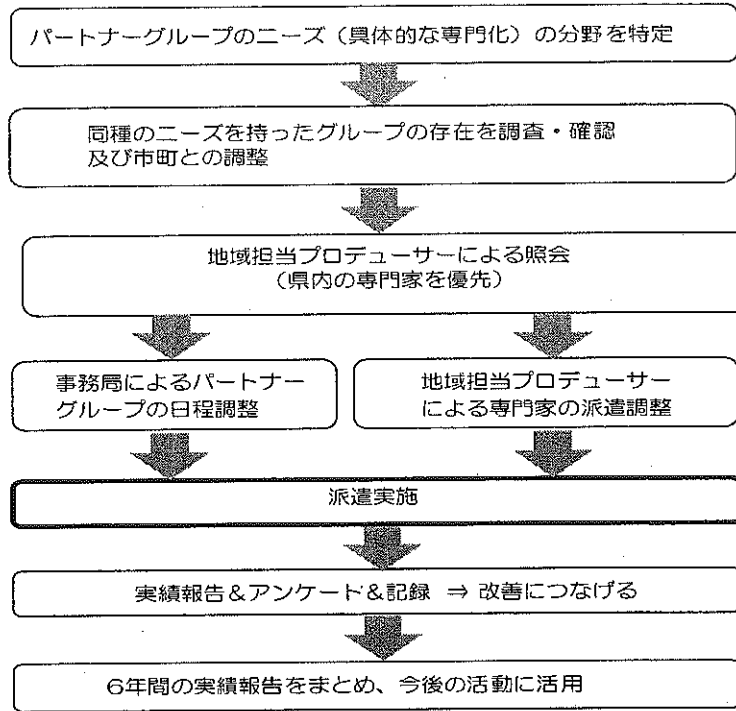 パートナーグループのニーズ（具体的な専門化）の分野を特定
同種のニーズを持ったグループの存在を調査・確認
及び市町との調整
地域担当プロデューサーによる照会
（県内の専門家を優先）
事務局によるパートナー
グループの日程調整
地域担当プロデューサー
による専門家の派遣調整
派遣実施
実績報告＆アンケート＆記録 ⇒ 改善につなげる
6年間の実績報告をまとめ、今後の活動に活用